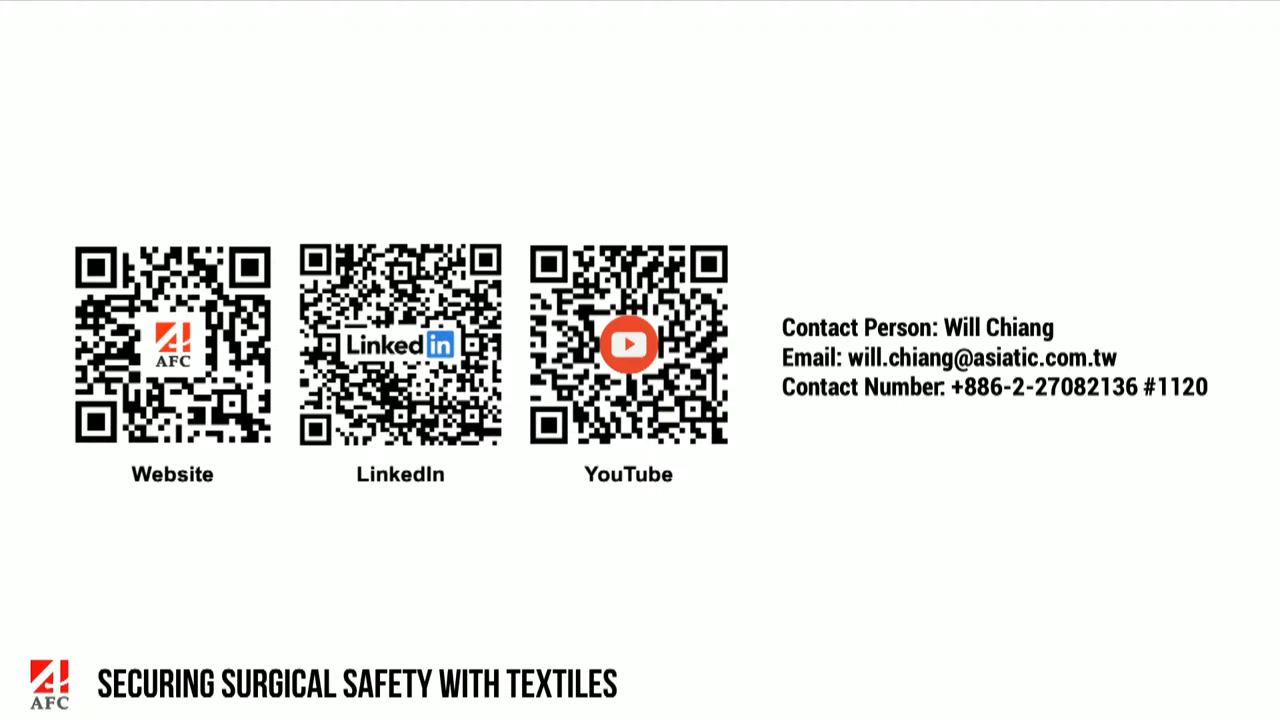 AFC
Linked in
Website
LinkedIn
YouTube
Contact Person: Will Chiang
Email: will.chiang@asiatic.com.tw
Contact Number: +886-2-27082136 #1120
AFC
SECURING SURGICAL SAFETY WITH TEXTILES